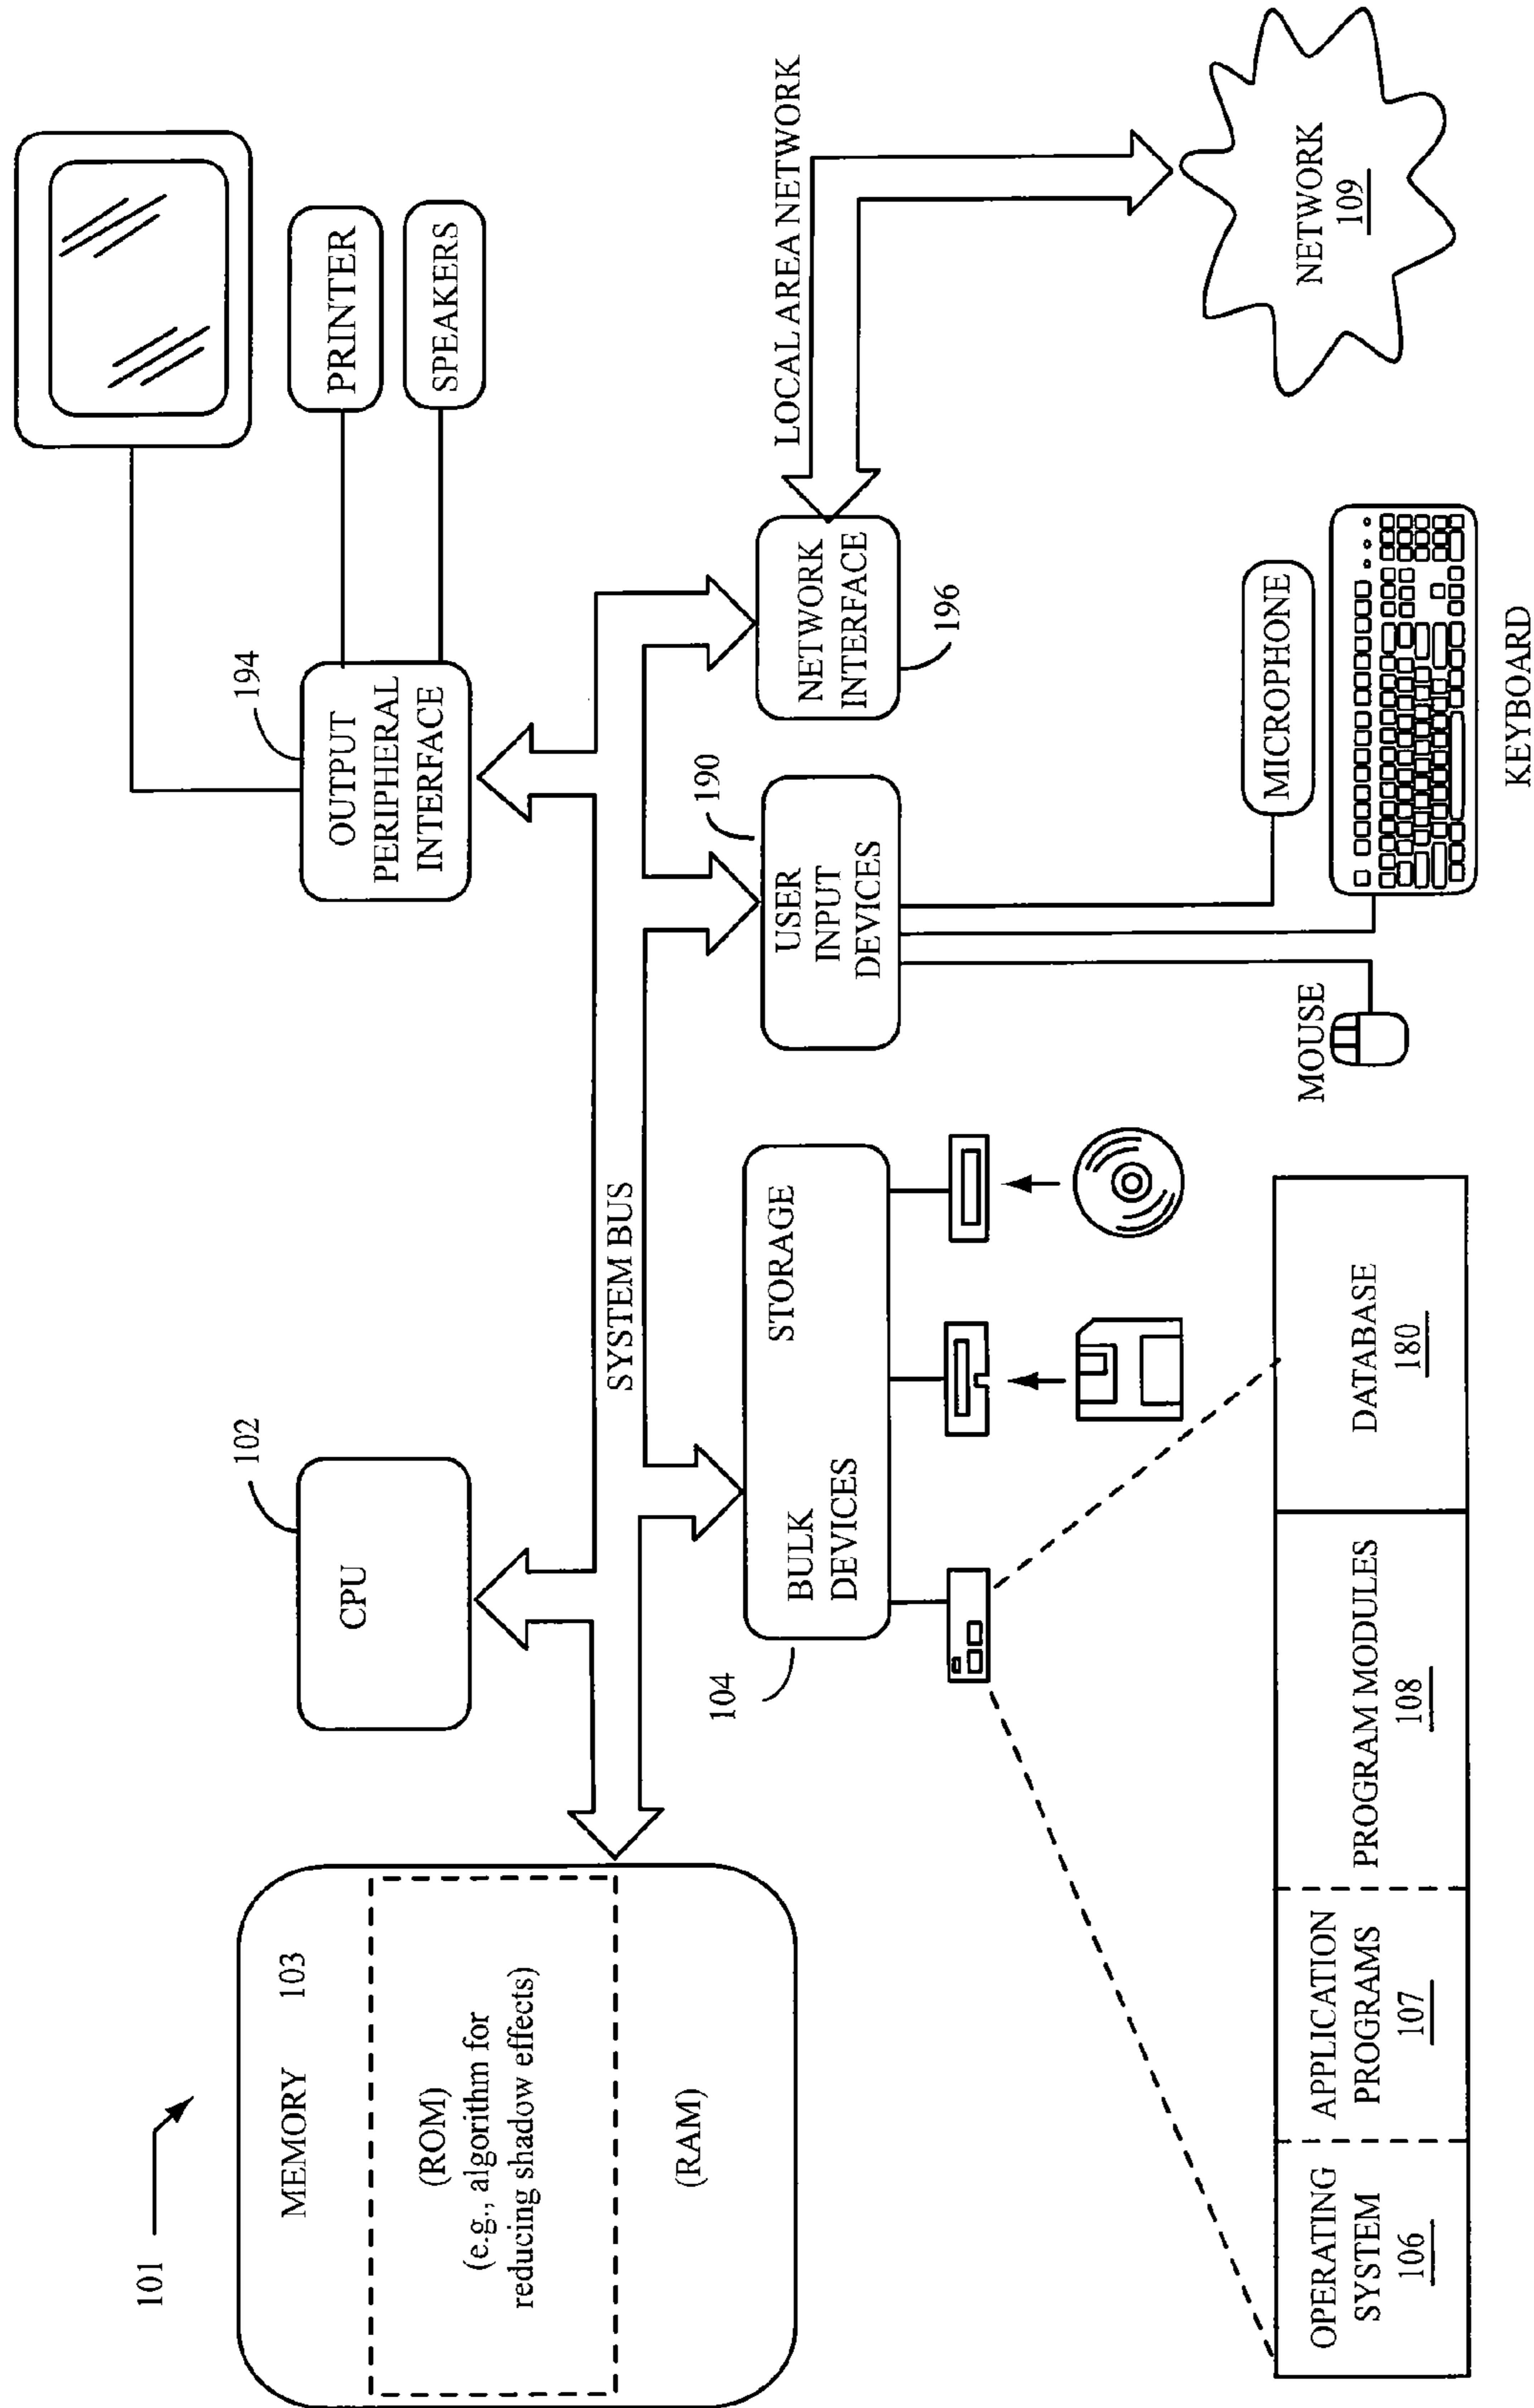 101
MEMORY 103
(ROM)
(e.g., algorithm for
reducing shadow effects)
(RAM)
102
CPU
SYSTEM BUS
194
OUTPUT
PERIPHERAL
INTERFACE
PRINTER
SPEAKERS
104
BULK STORAGE
DEVICES
190
USER
INPUT
DEVICES
NETWORK
INTERFACE
196
LOCAL AREA NETWORK
NETWORK
109
MOUSE
MICROPHONE
KEYBOARD
OPERATING
SYSTEM
106
APPLICATION
PROGRAMS
107
PROGRAM MODULES
108
DATABASE
180